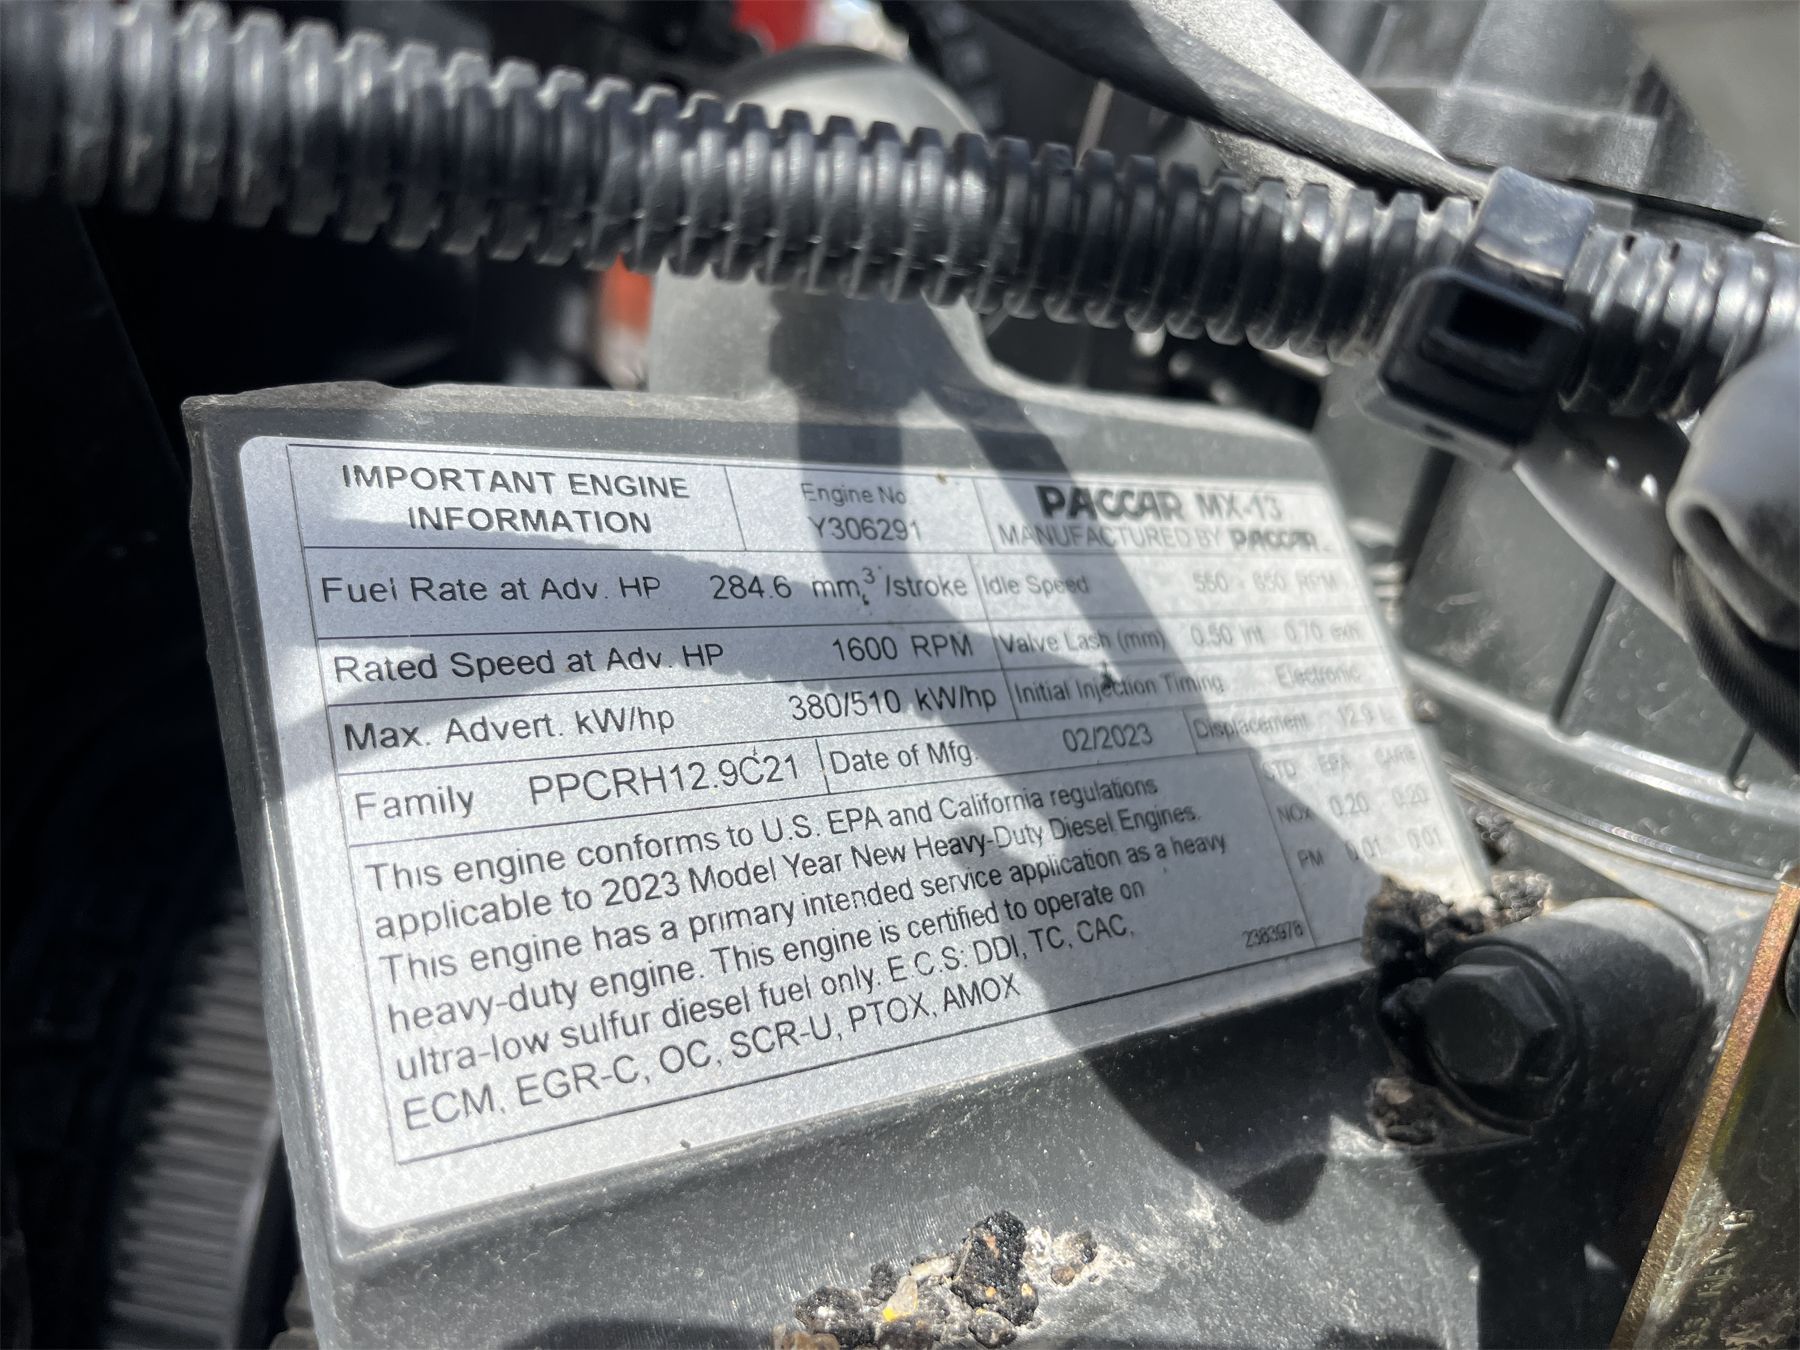 IMPORTANT ENGINE
INFORMATION
Engine No.
Y306291
PACCAR MX-13
MANUFACTURED BY PACCAR
Fuel Rate at Adv. HP 284.6 mm³/stroke
Idle Speed 550 - 650 RPM
Rated Speed at Adv. HP 1600 RPM
Valve Lash (mm) 0.50 int 0.70 exh
Max. Advert. kW/hp 380/510 kW/hp
Initial Injection Timing Electronic
Family PPCRH12.9C21
Date of Mfg. 02/2023
Displacement 12.9 L
This engine conforms to U.S. EPA and California regulations
applicable to 2023 Model Year New Heavy-Duty Diesel Engines.
This engine has a primary intended service application as a heavy
heavy-duty engine. This engine is certified to operate on
ultra-low sulfur diesel fuel only. E.C.S: DDI, TC, CAC,
ECM, EGR-C, OC, SCR-U, PTOX, AMOX
STD EPA CARB
NOx 0.20 0.20
PM 0.01 0.01
2383978